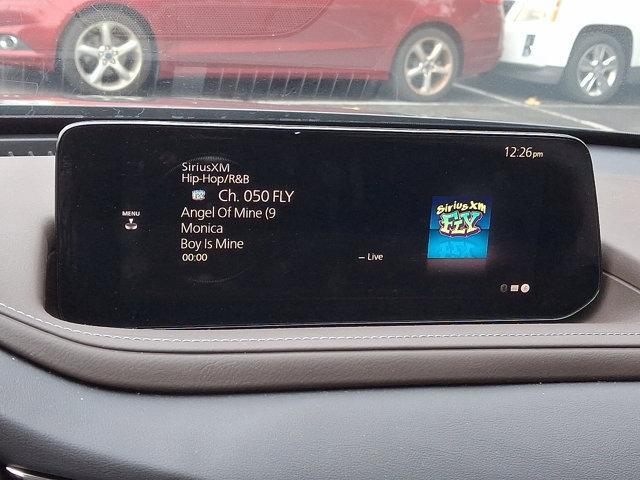 12:26pm
SiriusXM
Hip-Hop/R&B
Ch. 050 FLY
MENU
Angel Of Mine (9
Monica
Boy Is Mine
00:00
– Live
SiriusXM
FLY